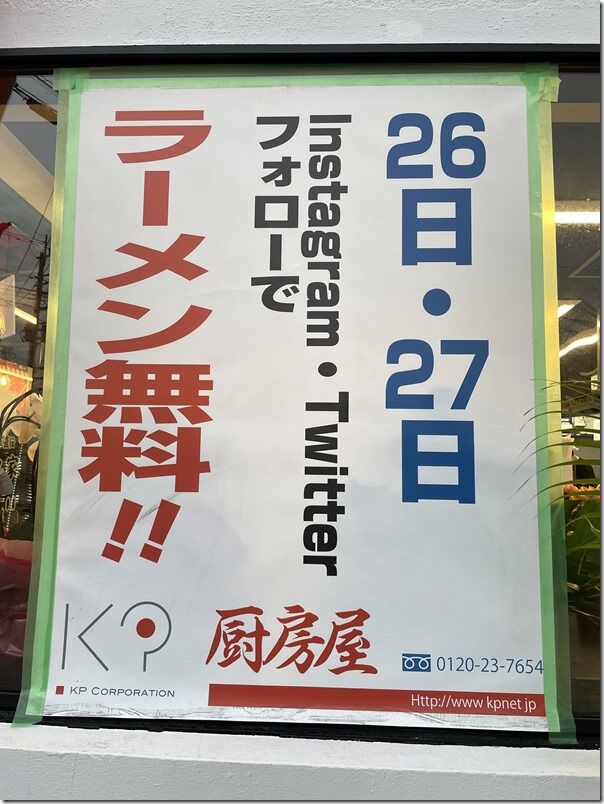 26日・27日
Instagram・Twitter
フォローで
ラーメン無料!!
KP
KP CORPORATION
厨房屋
0120-23-7654
Http://www.kpnet.jp